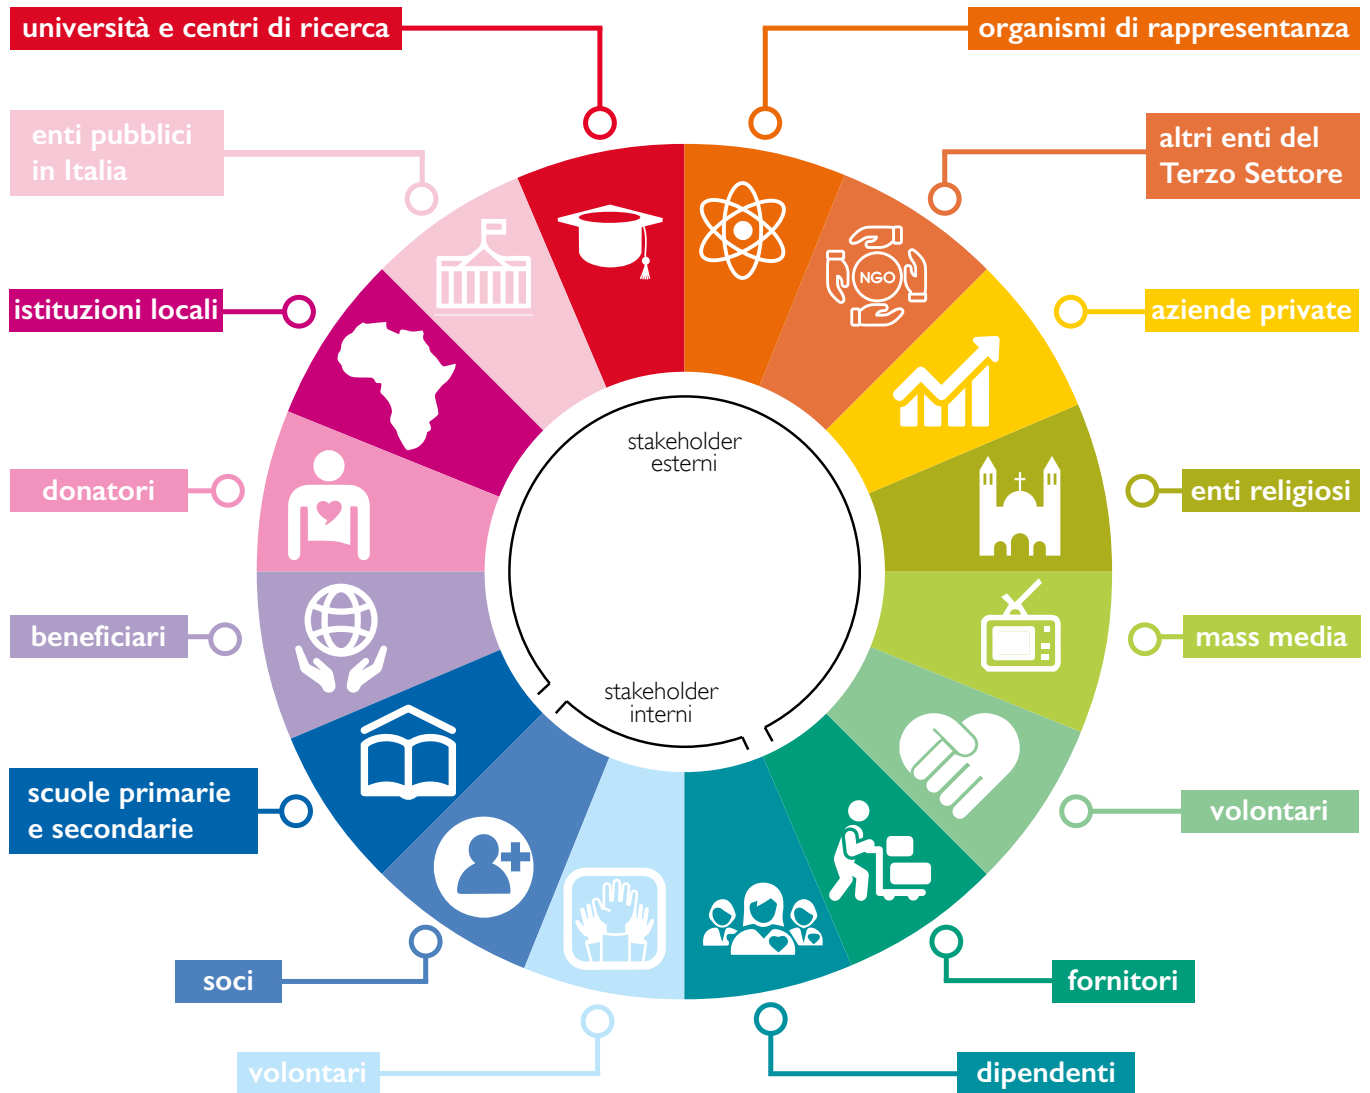 università e centri di ricerca
organismi di rappresentanza
enti pubblici
in Italia
altri enti del
Terzo Settore
NGO
istituzioni locali
aziende private
stakeholder
esterni
donatori
enti religiosi
beneficiari
mass media
stakeholder
interni
scuole primarie
e secondarie
volontari
soci
fornitori
volontari
dipendenti